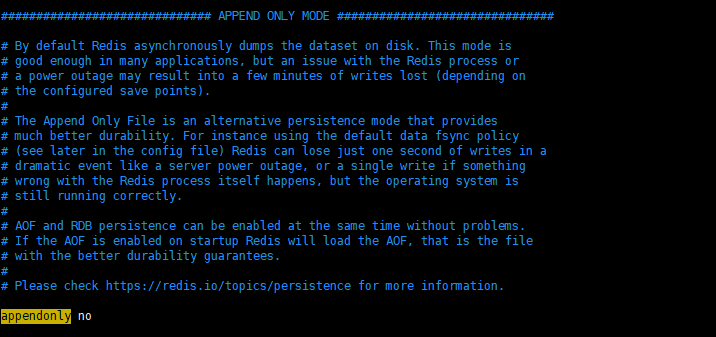 ############################## APPEND ONLY MODE ###############################
# By default Redis asynchronously dumps the dataset on disk. This mode is
# good enough in many applications, but an issue with the Redis process or
# a power outage may result into a few minutes of writes lost (depending on
# the configured save points).
#
# The Append Only File is an alternative persistence mode that provides
# much better durability. For instance using the default data fsync policy
# (see later in the config file) Redis can lose just one second of writes in a
# dramatic event like a server power outage, or a single write if something
# wrong with the Redis process itself happens, but the operating system is
# still running correctly.
#
# AOF and RDB persistence can be enabled at the same time without problems.
# If the AOF is enabled on startup Redis will load the AOF, that is the file
# with the better durability guarantees.
#
# Please check https://redis.io/topics/persistence for more information.
appendonly no